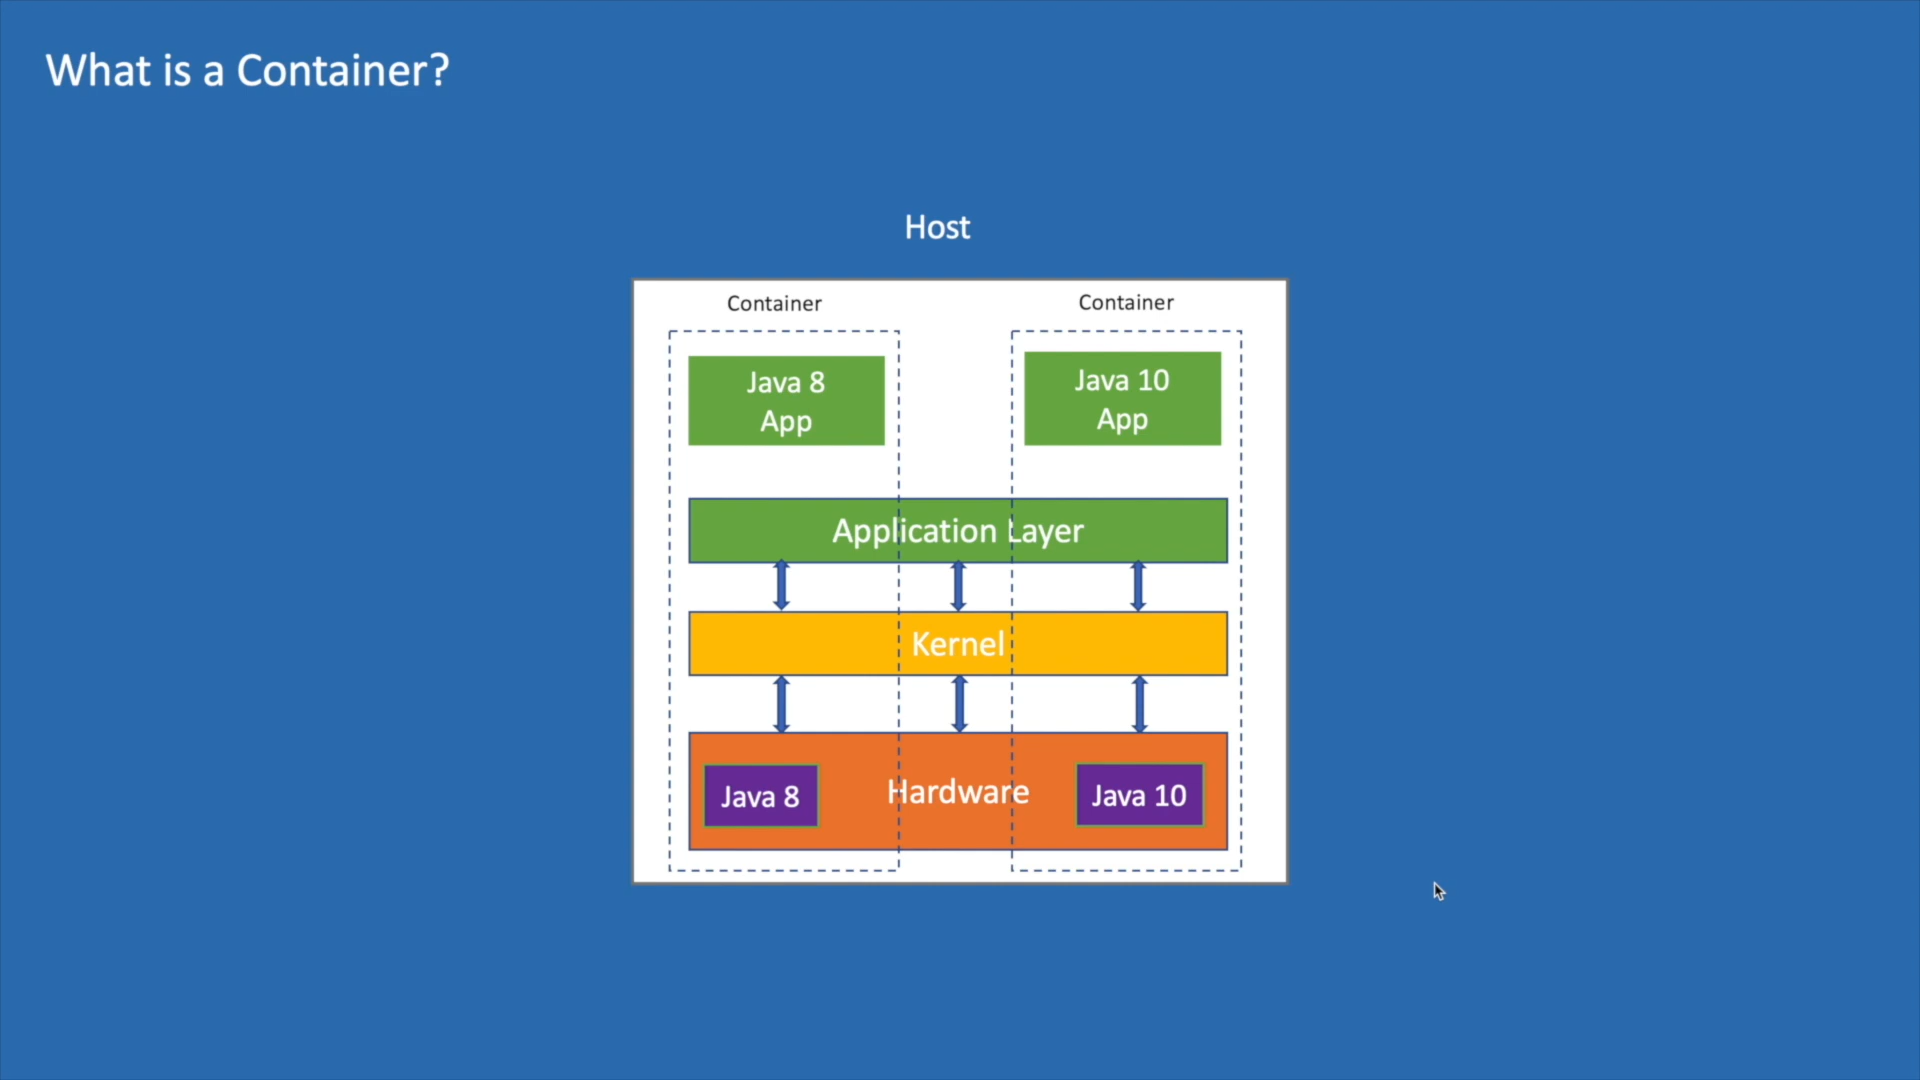 What is a Container?
Host
Container
Container
Java 8
App
Java 10
App
Application Layer
Kernel
Java 8
Hardware
Java 10